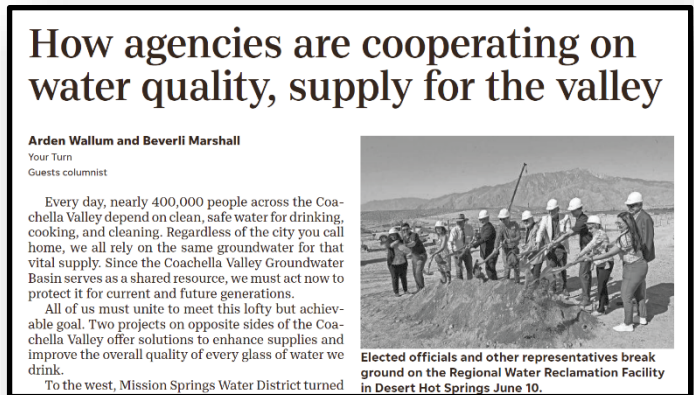 How agencies are cooperating on
water quality, supply for the valley
Arden Wallum and Beverli Marshall
Your Turn
Guests columnist
Every day, nearly 400,000 people across the Coa-
chella Valley depend on clean, safe water for drinking,
cooking, and cleaning. Regardless of the city you call
home, we all rely on the same groundwater for that
vital supply. Since the Coachella Valley Groundwater
Basin serves as a shared resource, we must act now to
protect it for current and future generations.
All of us must unite to meet this lofty but achiev-
able goal. Two projects on opposite sides of the Coa-
chella Valley offer solutions to enhance supplies and
improve the overall quality of every glass of water we
drink.
To the west, Mission Springs Water District turned
Elected officials and other representatives break
ground on the Regional Water Reclamation Facility
in Desert Hot Springs June 10.